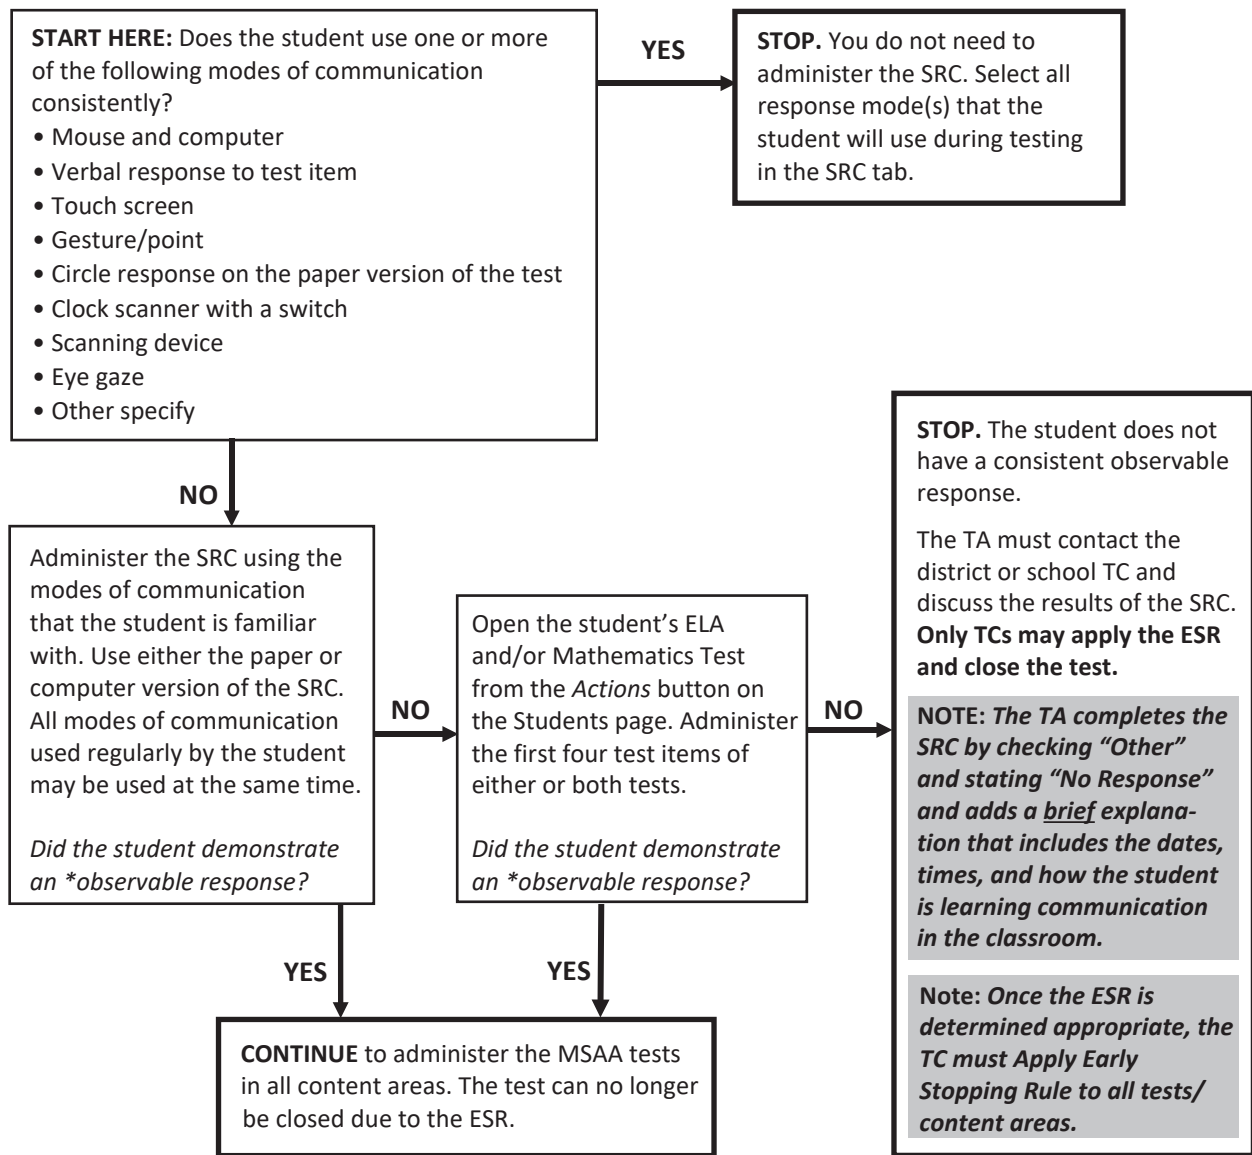 START HERE: Does the student use one or more
of the following modes of communication
consistently?
• Mouse and computer
• Verbal response to test item
• Touch screen
• Gesture/point
• Circle response on the paper version of the test
• Clock scanner with a switch
• Scanning device
• Eye gaze
• Other specify
YES
STOP. You do not need to
administer the SRC. Select all
response mode(s) that the
student will use during testing
in the SRC tab.
NO
Administer the SRC using the
modes of communication
that the student is familiar
with. Use either the paper or
computer version of the SRC.
All modes of communication
used regularly by the student
may be used at the same time.
Did the student demonstrate
an *observable response?
NO
Open the student’s ELA
and/or Mathematics Test
from the Actions button on
the Students page. Administer
the first four test items of
either or both tests.
Did the student demonstrate
an *observable response?
NO
STOP. The student does not
have a consistent observable
response.
The TA must contact the
district or school TC and
discuss the results of the SRC.
Only TCs may apply the ESR
and close the test.
NOTE: The TA completes the
SRC by checking “Other”
and stating “No Response”
and adds a brief explana-
tion that includes the dates,
times, and how the student
is learning communication
in the classroom.
Note: Once the ESR is
determined appropriate, the
TC must Apply Early
Stopping Rule to all tests/
content areas.
YES
YES
CONTINUE to administer the MSAA tests
in all content areas. The test can no longer
be closed due to the ESR.